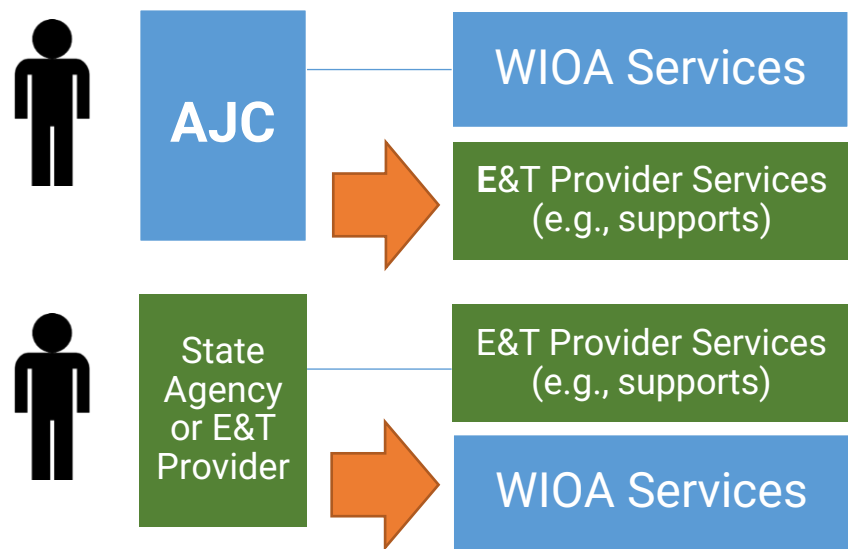 AJC
WIOA Services
E&T Provider Services
(e.g., supports)
State
Agency
or E&T
Provider
E&T Provider Services
(e.g., supports)
WIOA Services